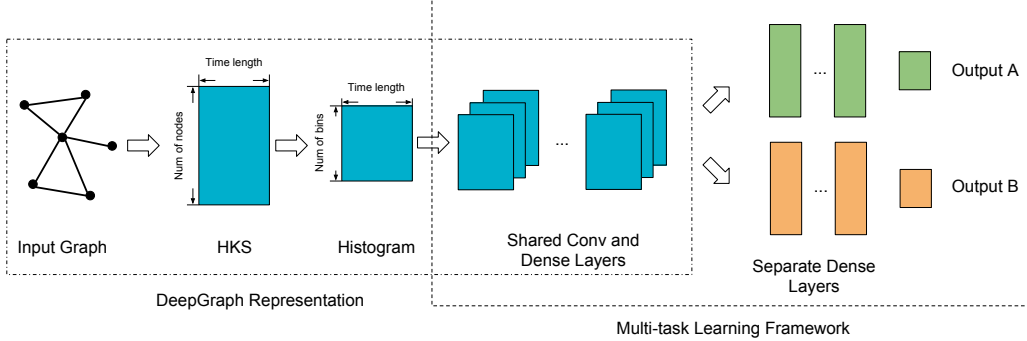 Input Graph
Time length
Num of nodes
HKS
Time length
Num of bins
Histogram
...
Shared Conv and
Dense Layers
DeepGraph Representation
...
Output A
...
Output B
Separate Dense
Layers
Multi-task Learning Framework